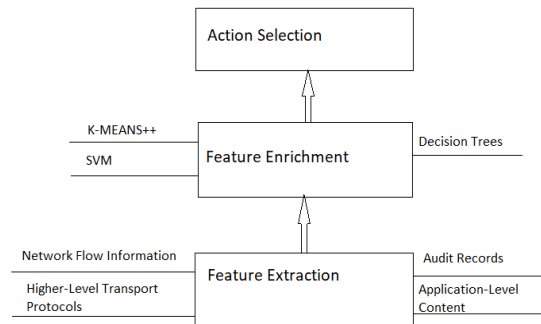 Action Selection
K-MEANS++
SVM
Feature Enrichment
Decision Trees
Network Flow Information
Higher-Level Transport
Protocols
Feature Extraction
Audit Records
Application-Level
Content